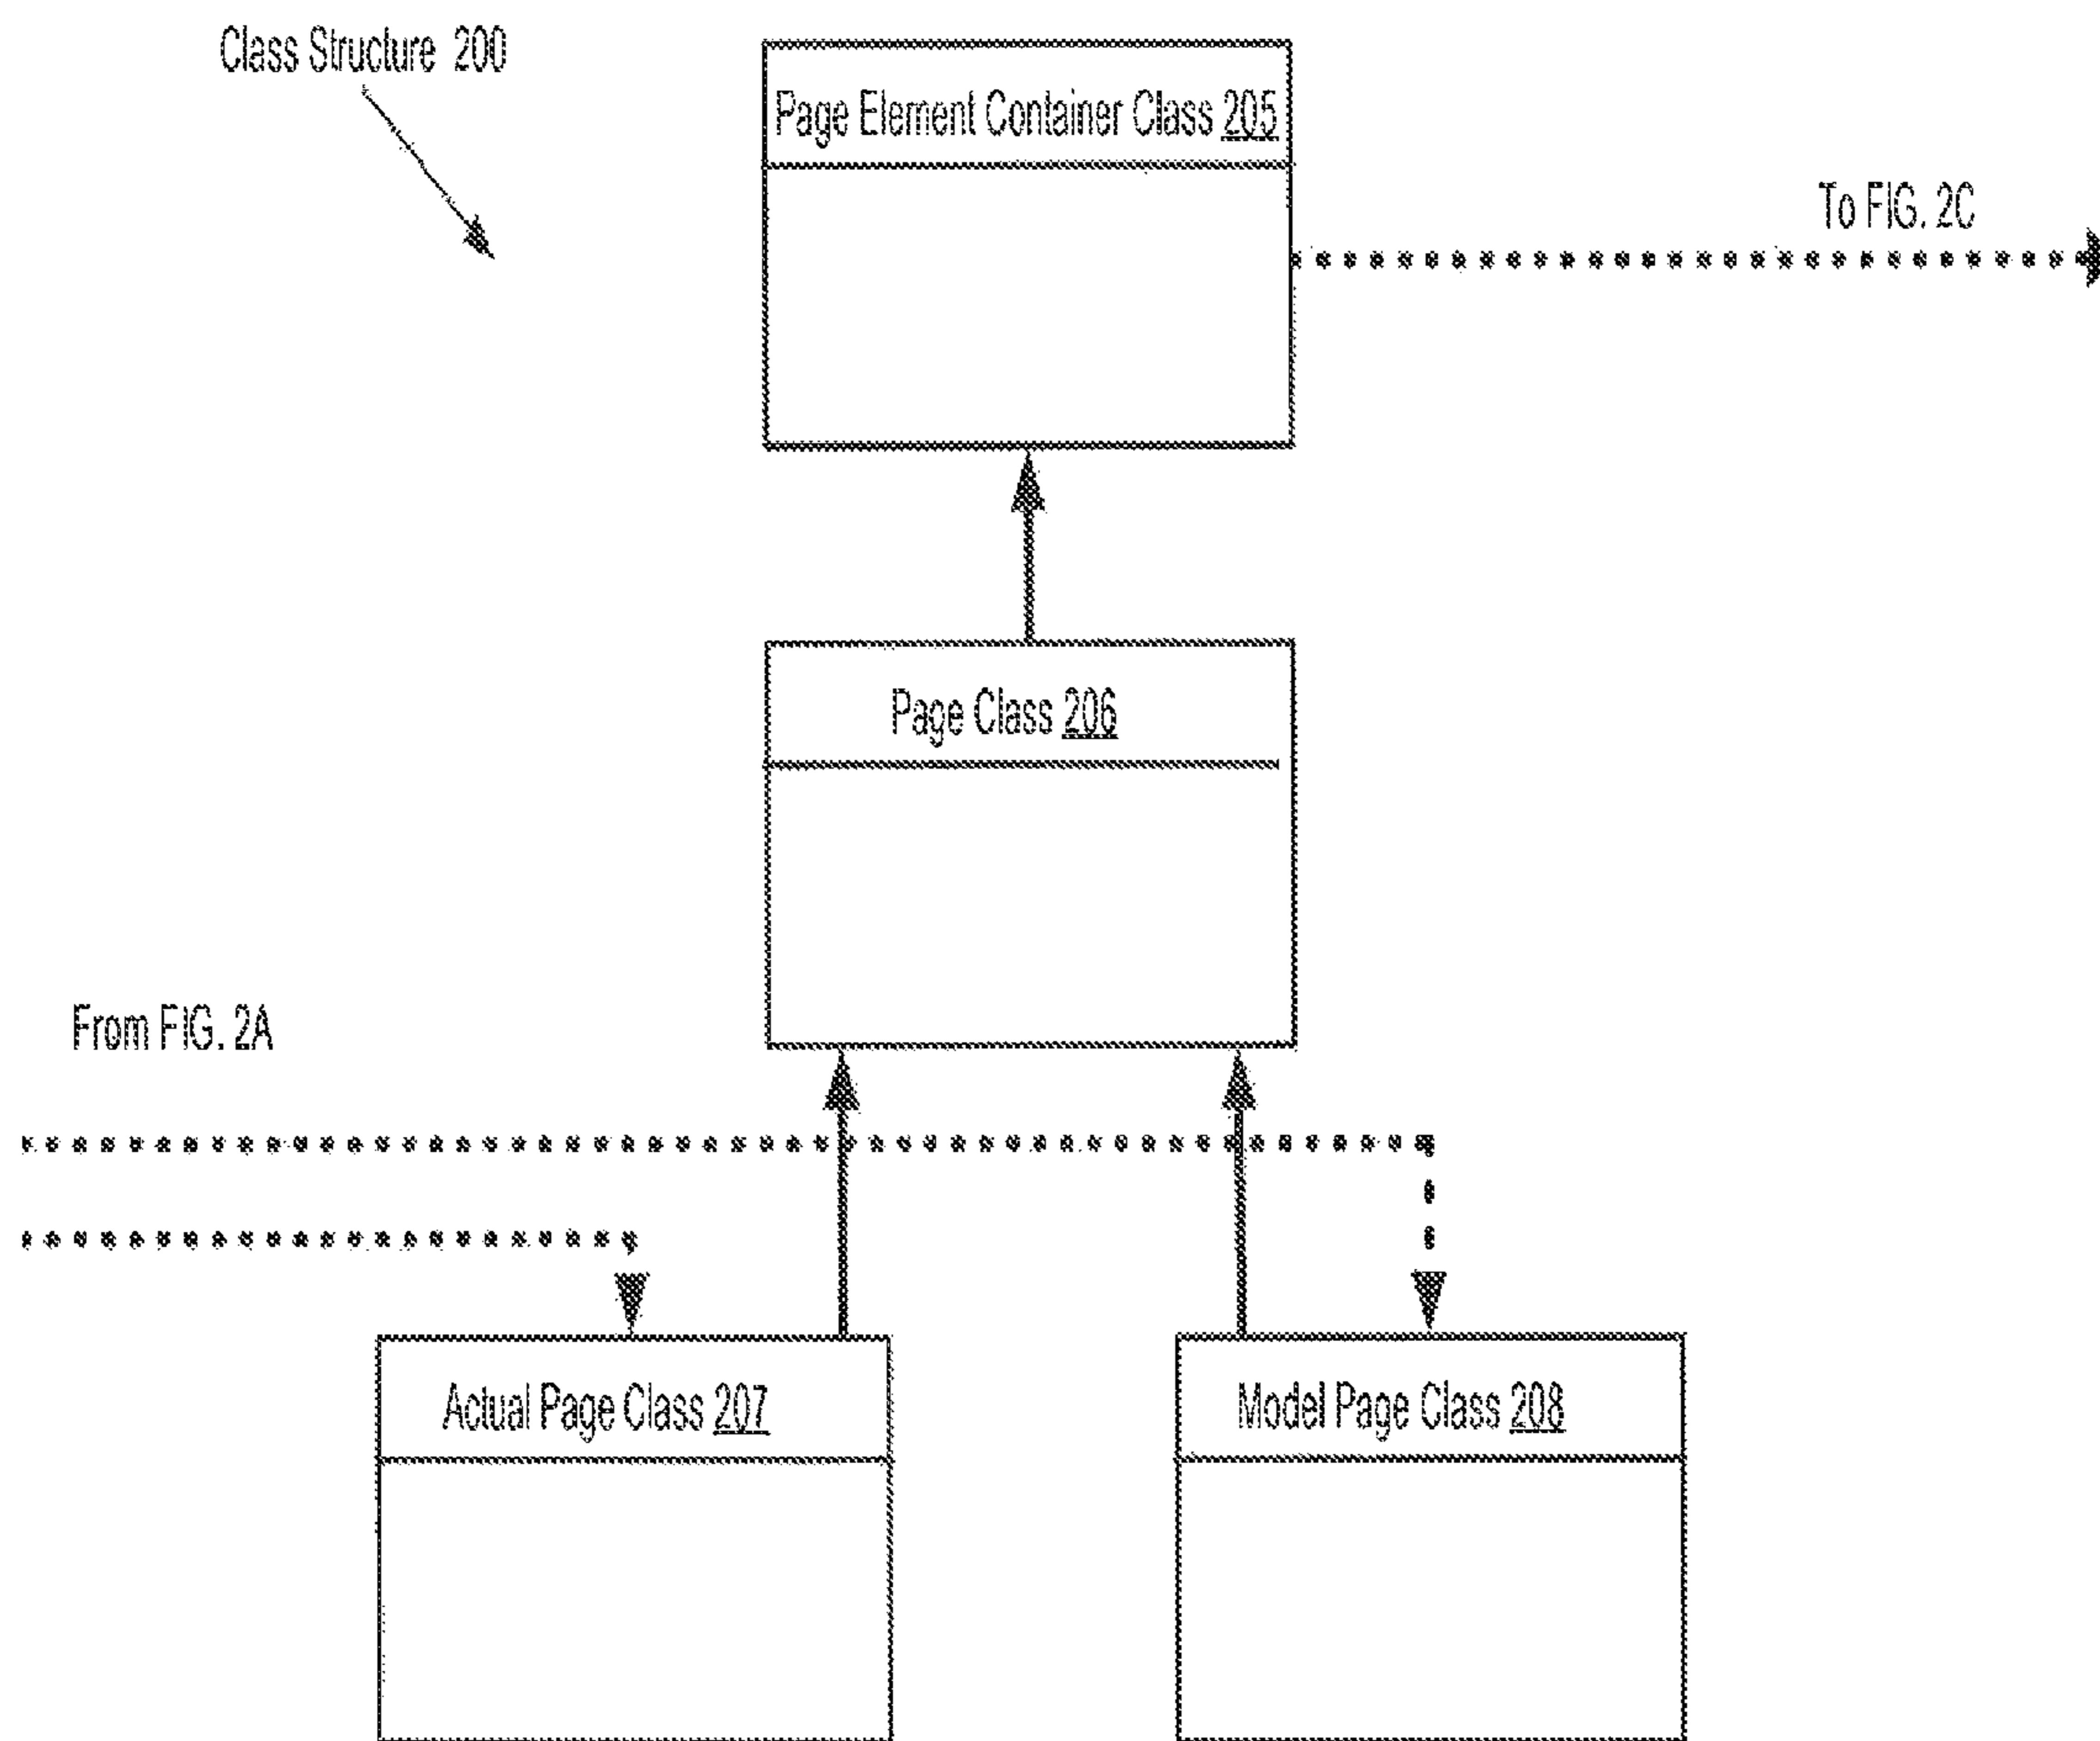 Class Structure 200
Page Element Container Class 205
To FIG. 2C
Page Class 206
From FIG. 2A
Actual Page Class 207
Model Page Class 208